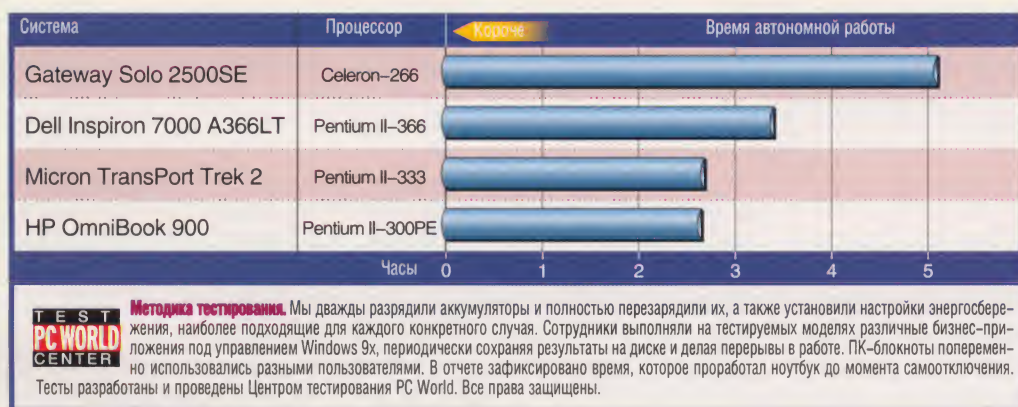 Система Процессор Короче Время автономной работы
Gateway Solo 2500SE Celeron–266
Dell Inspiron 7000 A366LT Pentium II–366
Micron TransPort Trek 2 Pentium II–333
HP OmniBook 900 Pentium II–300PE
Часы 0 1 2 3 4 5
TEST
PC WORLD
CENTER
Методика тестирования. Мы дважды разрядили аккумуляторы и полностью перезарядили их, а также установили настройки энергосбере–
жения, наиболее подходящие для каждого конкретного случая. Сотрудники выполняли на тестируемых моделях различные бизнес–при–
ложения под управлением Windows 9x, периодически сохраняя результаты на диске и делая перерывы в работе. ПК–блокноты поперемен–
но использовались разными пользователями. В отчете зафиксировано время, которое проработал ноутбук до момента самоотключения.
Тесты разработаны и проведены Центром тестирования PC World. Все права защищены.